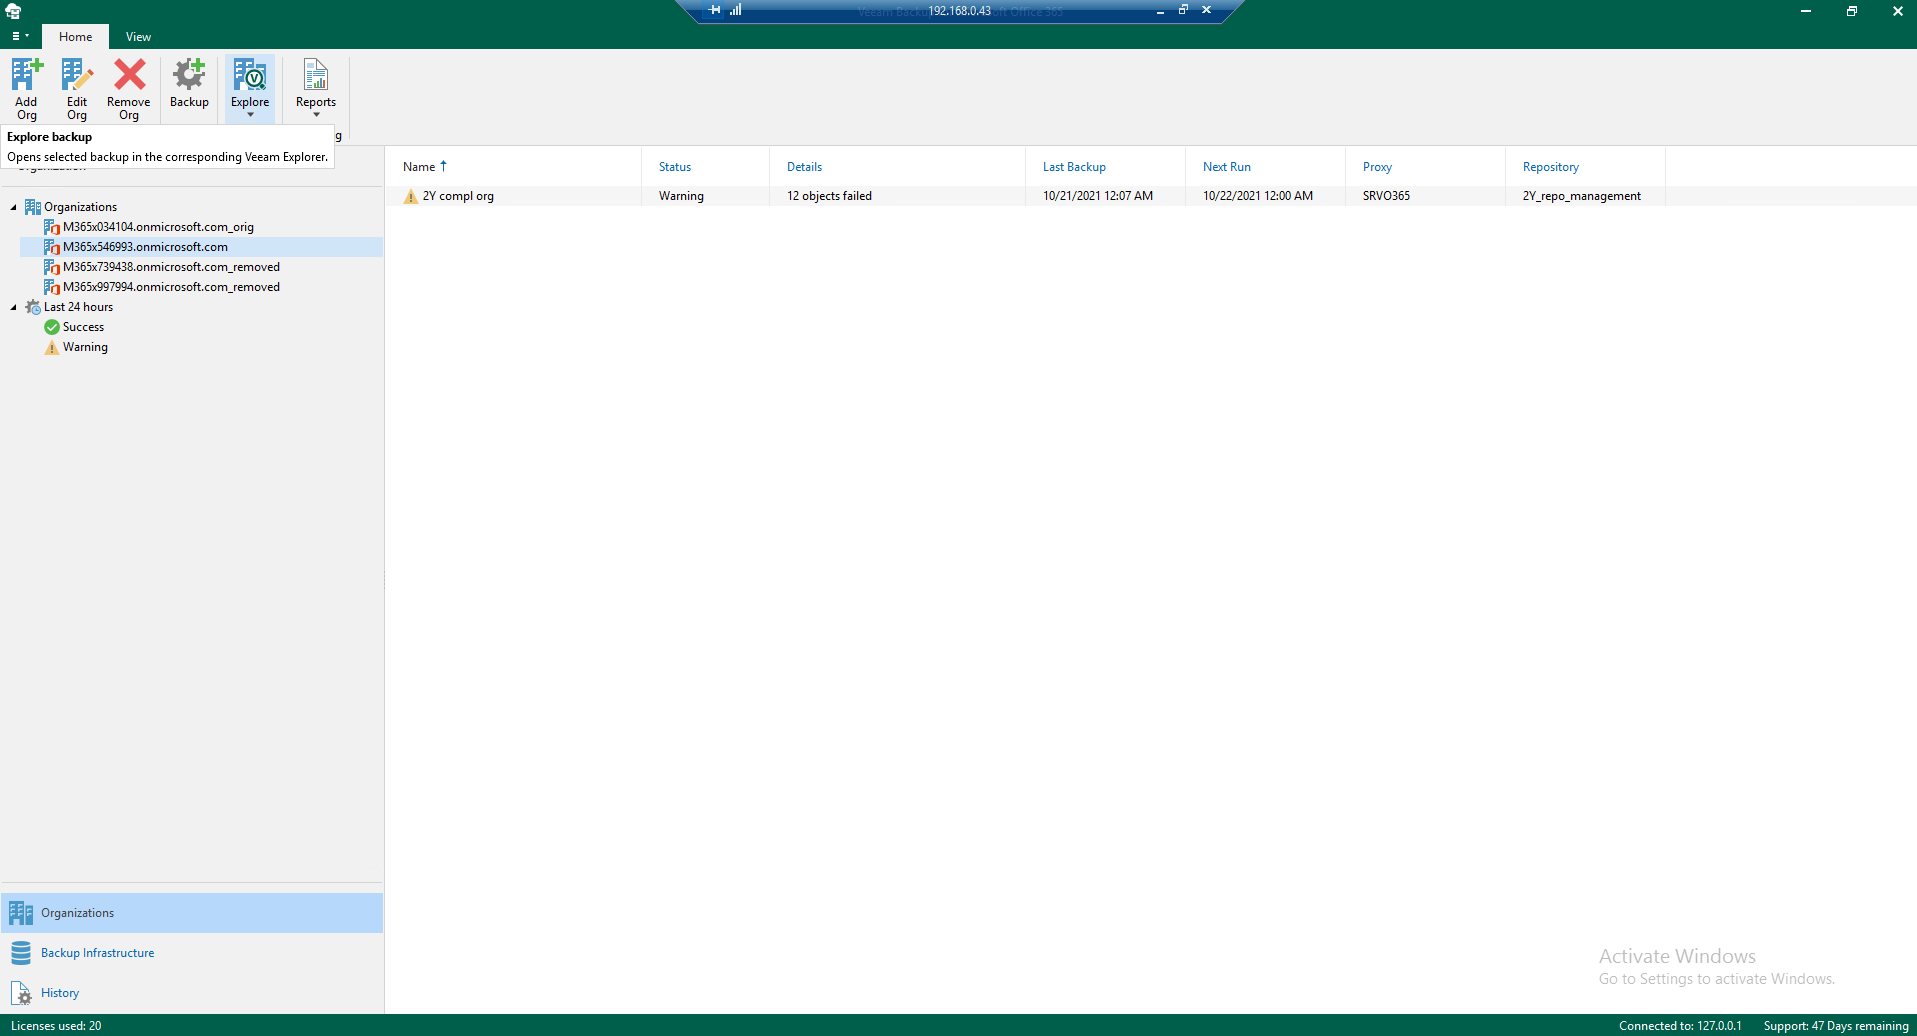 Veeam Backup
192.168.0.43
oft Office 365
Home
View
Add
Org
Edit
Org
Remove
Org
Backup
Explore
Reports
g
Explore backup
Opens selected backup in the corresponding Veeam Explorer.
Organizations
M365x034104.onmicrosoft.com_orig
M365x546993.onmicrosoft.com
M365x739438.onmicrosoft.com_removed
M365x997994.onmicrosoft.com_removed
Last 24 hours
Success
Warning
Name
Status
Details
Last Backup
Next Run
Proxy
Repository
2Y compl org
Warning
12 objects failed
10/21/2021 12:07 AM
10/22/2021 12:00 AM
SRVO365
2Y_repo_management
Organizations
Backup Infrastructure
History
Activate Windows
Go to Settings to activate Windows.
Licenses used: 20
Connected to: 127.0.0.1
Support: 47 Days remaining